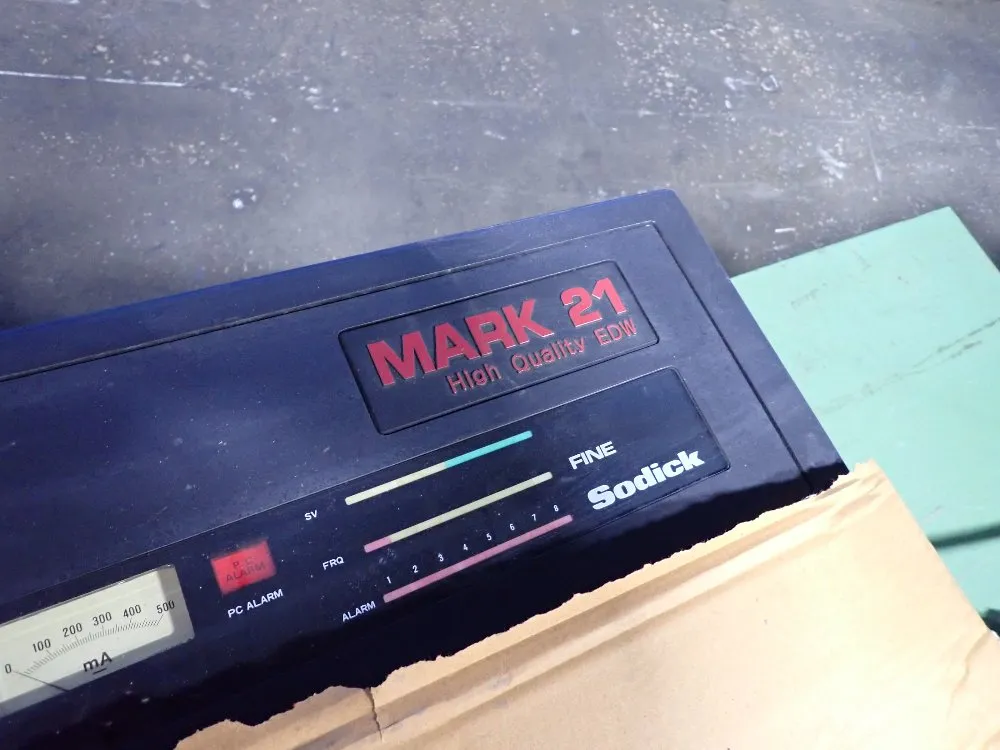 MARK 21
High Quality EDW
FINE
Sodick
SV
FRQ
1 2 3 4 5 6 7 8
ALARM
P.C
ALARM
PC ALARM
0 100 200 300 400 500
mA